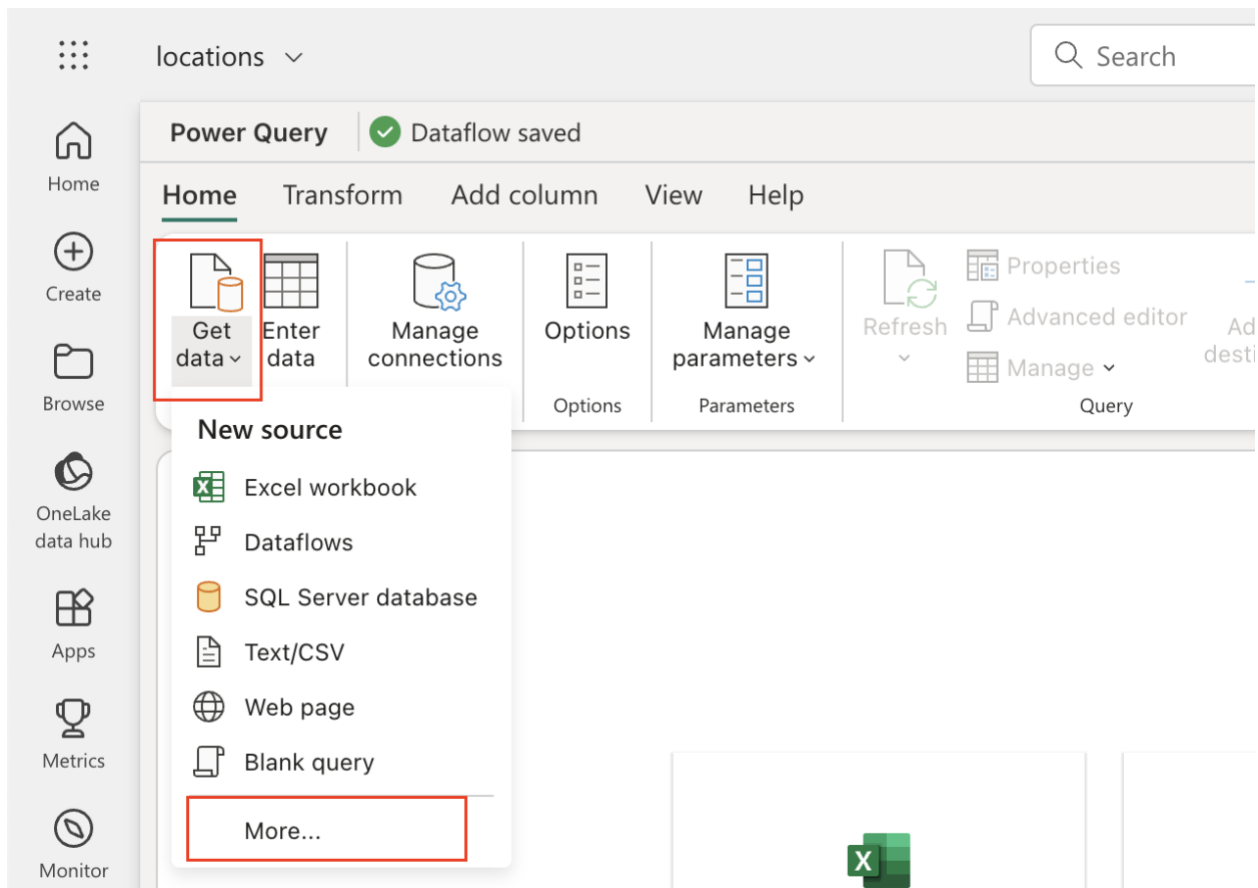 locations
Search
Power Query
Dataflow saved
Home
Transform
Add column
View
Help
Home
Create
Browse
OneLake
data hub
Apps
Metrics
Monitor
Get
data
Enter
data
Manage
connections
Options
Options
Manage
parameters
Parameters
Refresh
Properties
Advanced editor
Manage
Query
New source
Excel workbook
Dataflows
SQL Server database
Text/CSV
Web page
Blank query
More...